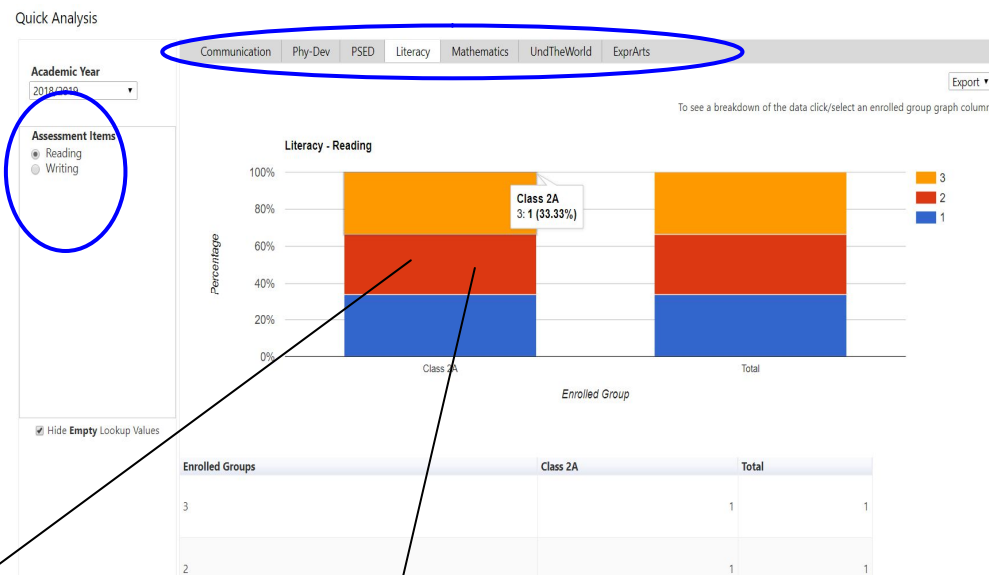 Quick Analysis
Communication Phy-Dev PSED Literacy Mathematics UndTheWorld ExprArts
Academic Year
2018/2019
Export
To see a breakdown of the data click/select an enrolled group graph column
Assessment Items
Reading
Writing
Literacy - Reading
100%
80%
60%
40%
20%
0%
Percentage
Class 2A
3: 1 (33.33%)
3
2
1
Class 2A Total
Enrolled Group
Hide Empty Lookup Values
Enrolled Groups Class 2A Total
3 1 1
2 1 1